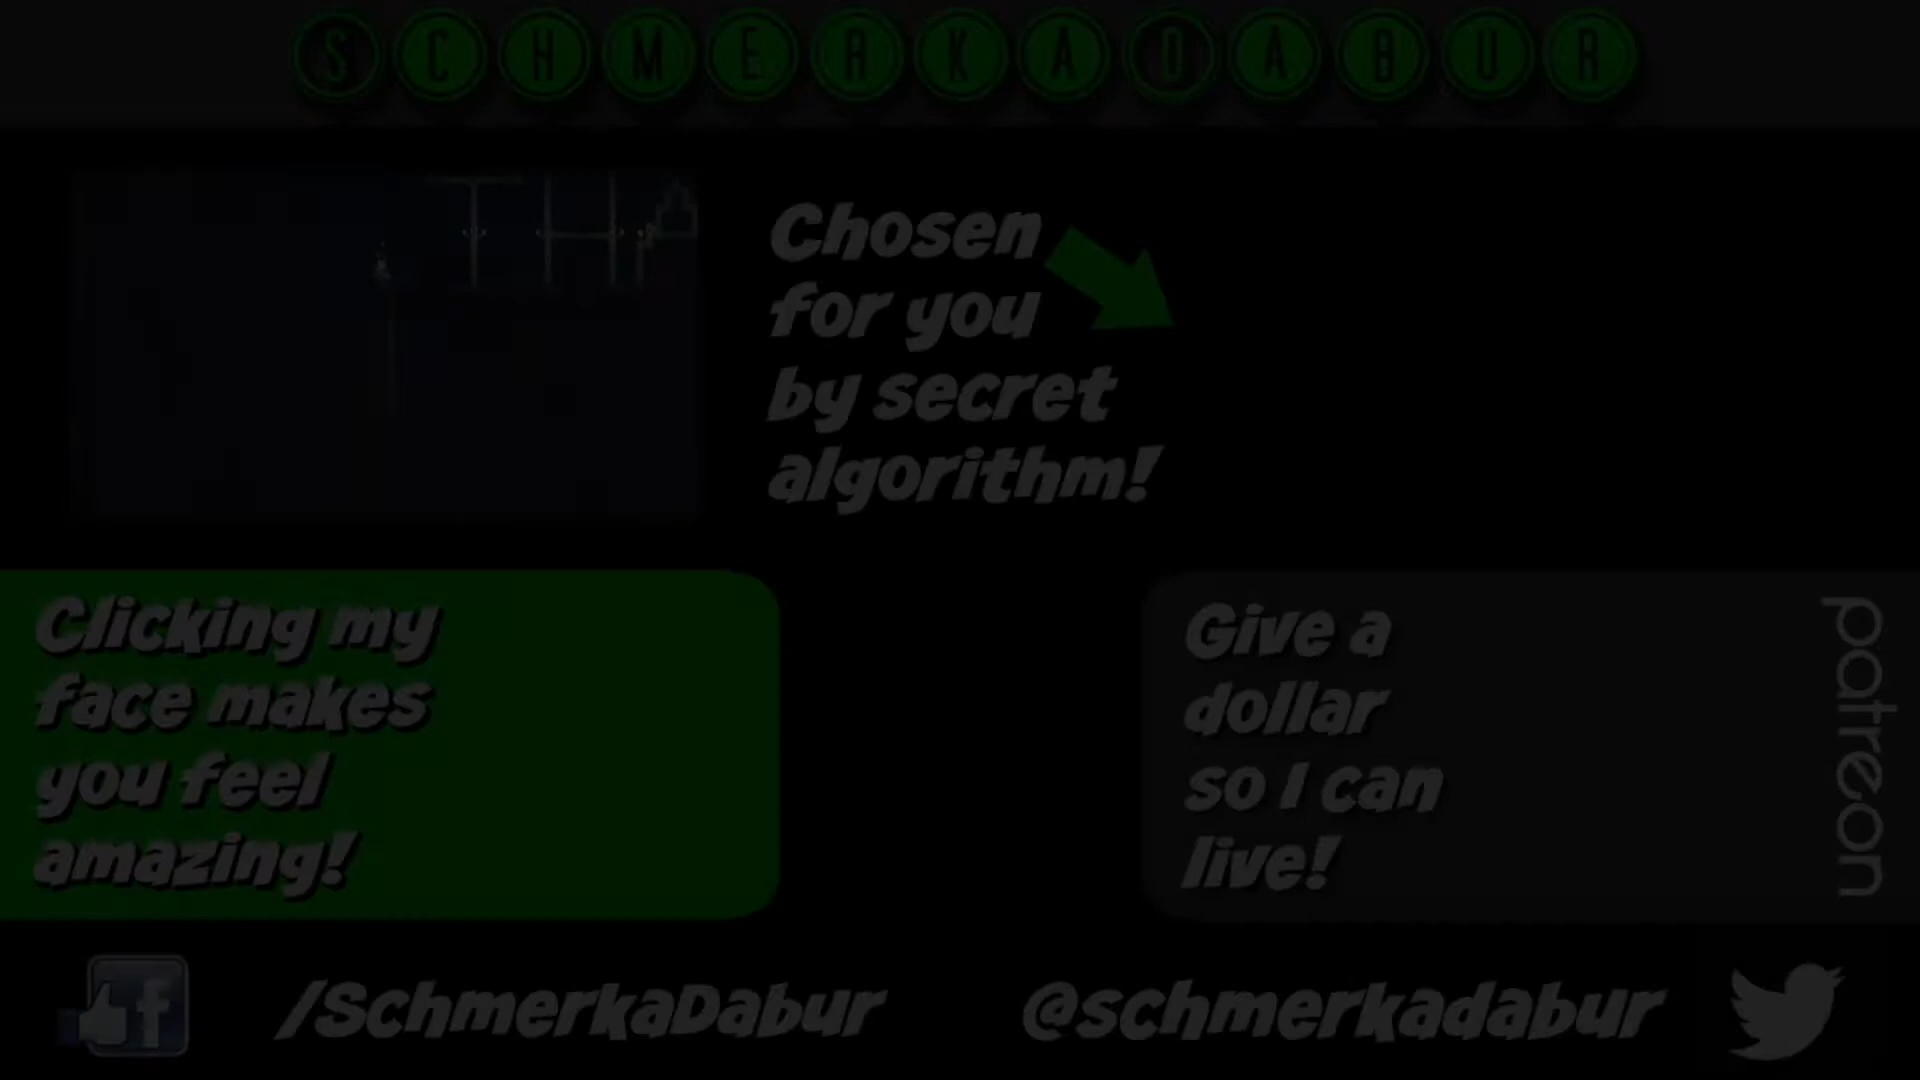 SCHMERKADABUR
Chosen
for you
by secret
algorithm!
Clicking my
face makes
you feel
amazing!
Give a
dollar
so I can
live!
patreon
/SchmerkaDabur
@schmerkadabur